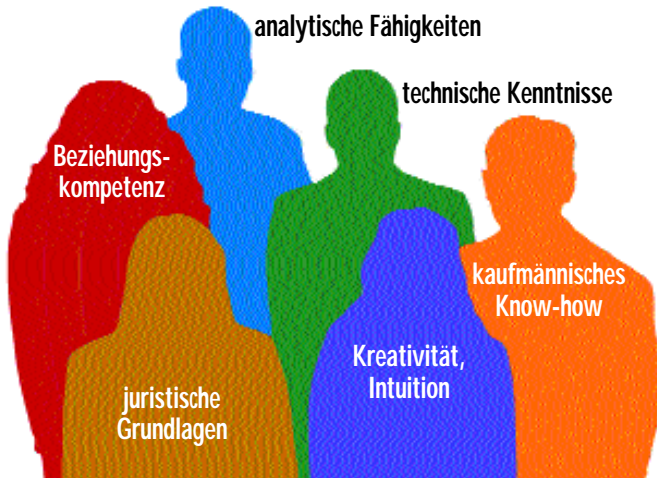 analytische Fähigkeiten
technische Kenntnisse
Beziehungs-
kompetenz
kaufmännisches
Know-how
Kreativität,
Intuition
juristische
Grundlagen